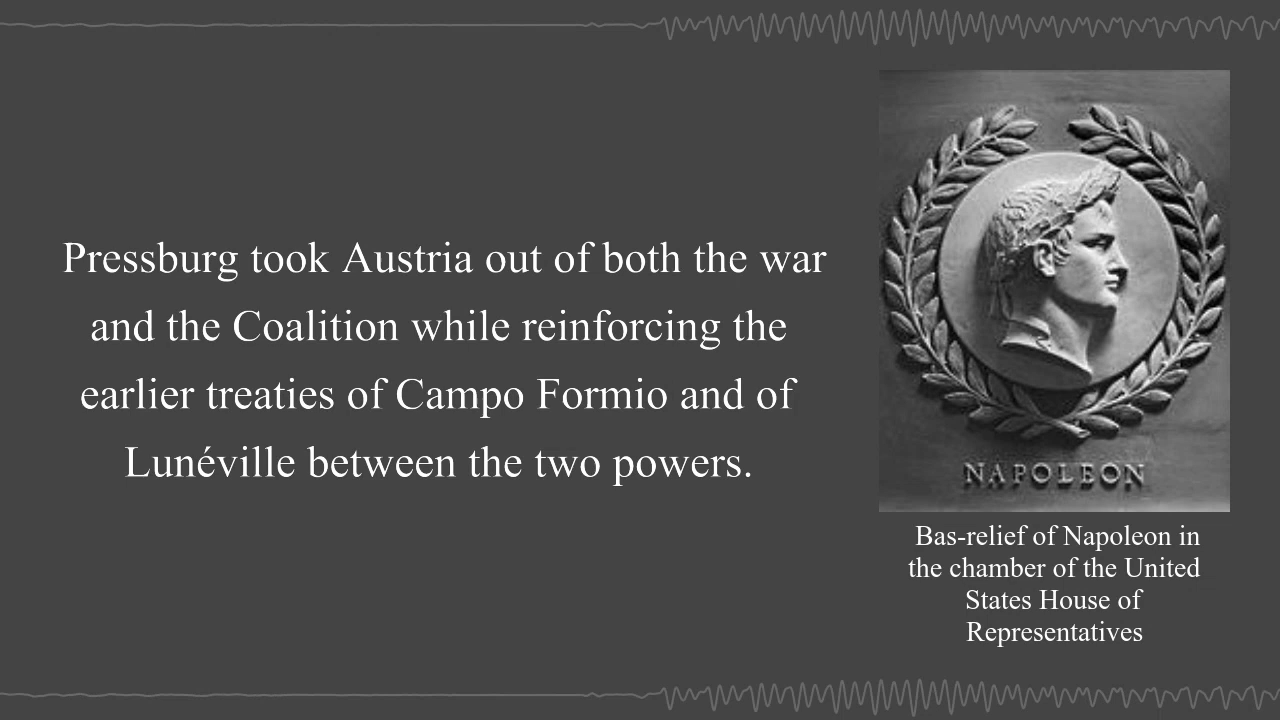 Pressburg took Austria out of both the war
and the Coalition while reinforcing the
earlier treaties of Campo Formio and of
Lunéville between the two powers.
NAPOLEON
Bas-relief of Napoleon in
the chamber of the United
States House of
Representatives